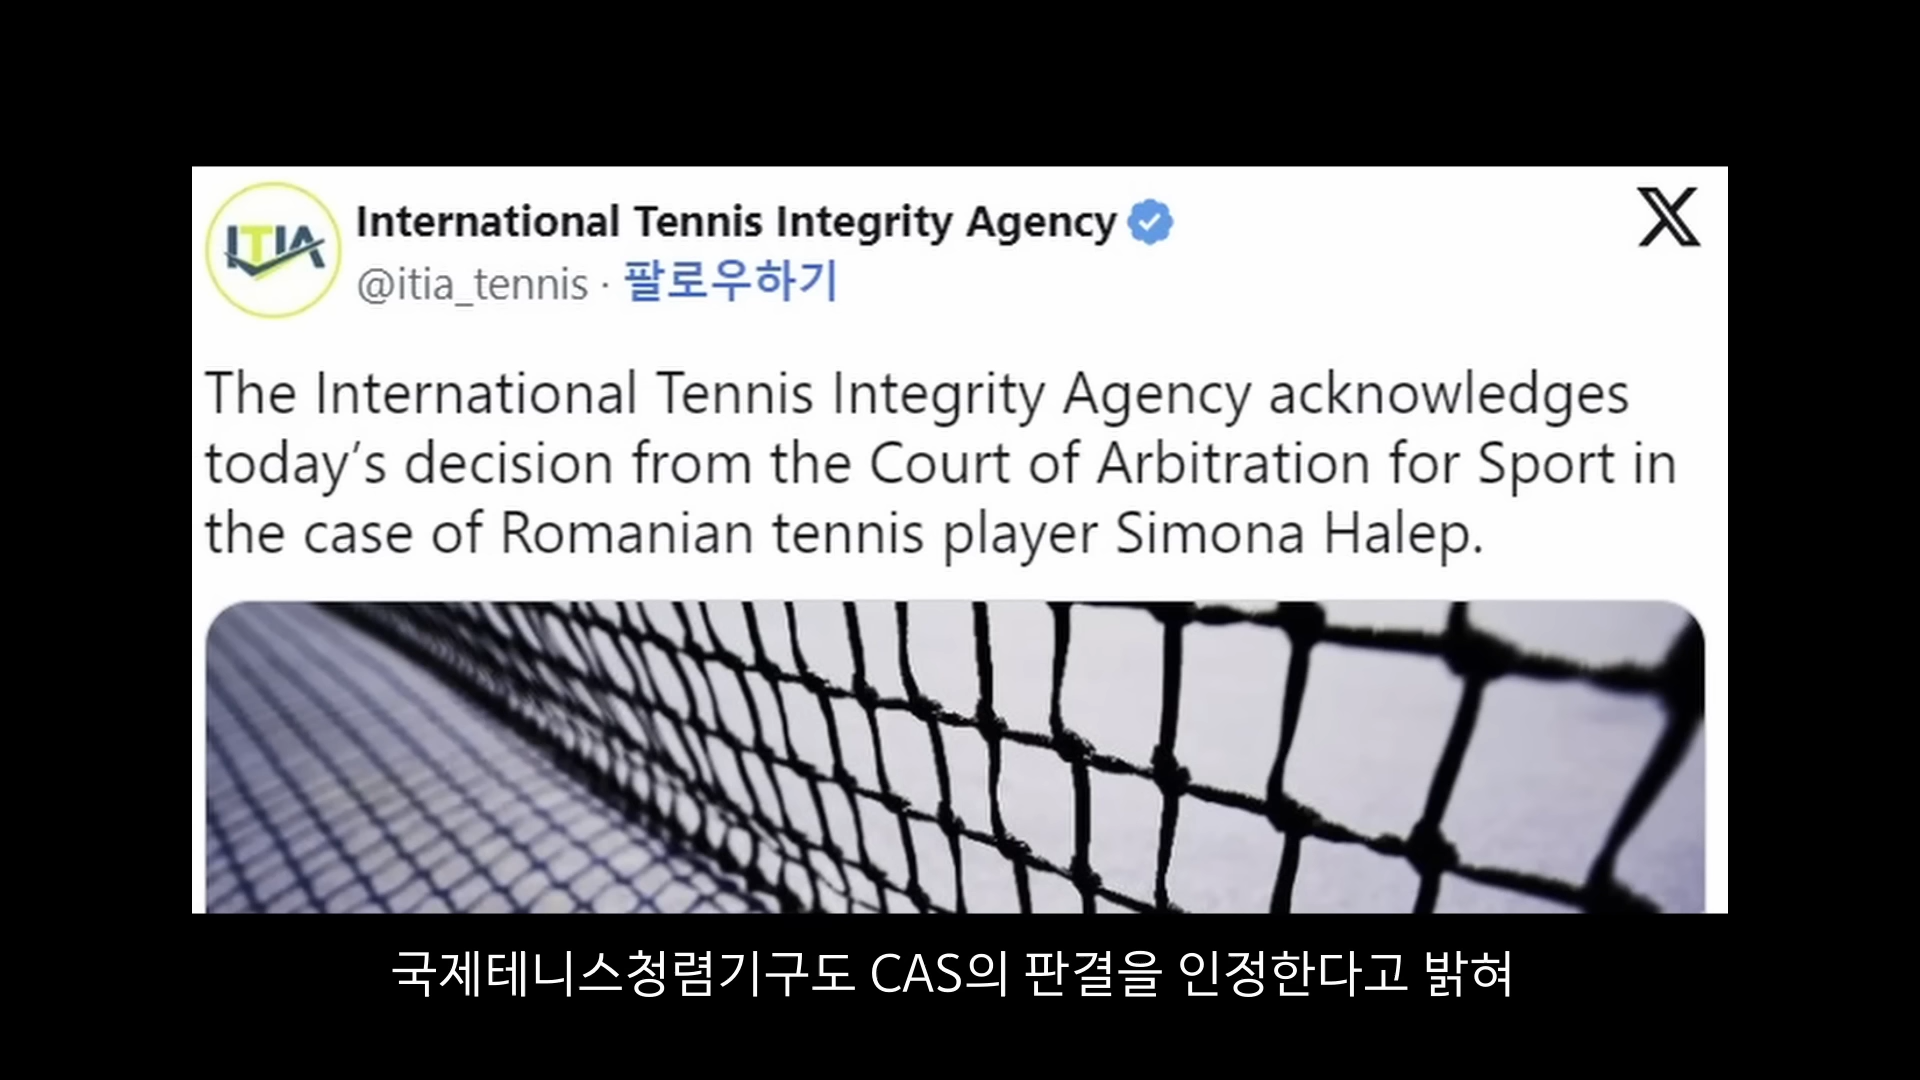 ITIA
International Tennis Integrity Agency
@itia_tennis · 팔로우하기
The International Tennis Integrity Agency acknowledges
today’s decision from the Court of Arbitration for Sport in
the case of Romanian tennis player Simona Halep.
국제테니스청렴기구도 CAS의 판결을 인정한다고 밝혀